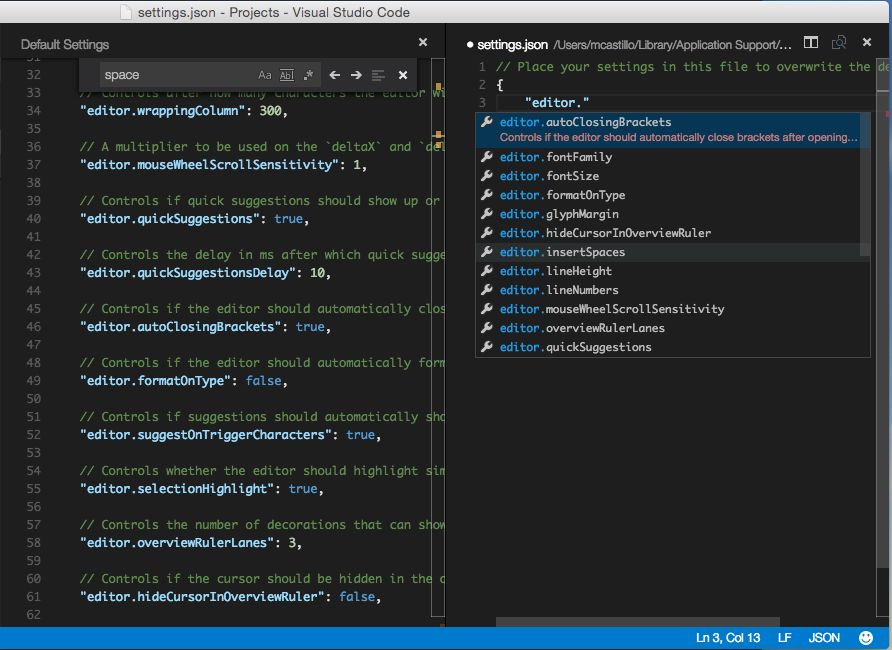 settings.json - Projects - Visual Studio Code
Default Settings
space
Aa Abl .*
32
33 // Controls after how many characters the editor wi
34 "editor.wrappingColumn": 300,
35
36 // A multiplier to be used on the `deltaX` and `del
37 "editor.mouseWheelScrollSensitivity": 1,
38
39 // Controls if quick suggestions should show up or
40 "editor.quickSuggestions": true,
41
42 // Controls the delay in ms after which quick sugge
43 "editor.quickSuggestionsDelay": 10,
44
45 // Controls if the editor should automatically clos
46 "editor.autoClosingBrackets": true,
47
48 // Controls if the editor should automatically form
49 "editor.formatOnType": false,
50
51 // Controls if suggestions should automatically sho
52 "editor.suggestOnTriggerCharacters": true,
53
54 // Controls whether the editor should highlight sim
55 "editor.selectionHighlight": true,
56
57 // Controls the number of decorations that can show
58 "editor.overviewRulerLanes": 3,
59
60 // Controls if the cursor should be hidden in the o
61 "editor.hideCursorInOverviewRuler": false,
62
settings.json /Users/mcastillo/Library/Application Support/...
1 // Place your settings in this file to overwrite the de
2 {
3 "editor."
editor.autoClosingBrackets
Controls if the editor should automatically close brackets after opening...
editor.fontFamily
editor.fontSize
editor.formatOnType
editor.glyphMargin
editor.hideCursorInOverviewRuler
editor.insertSpaces
editor.lineHeight
editor.lineNumbers
editor.mouseWheelScrollSensitivity
editor.overviewRulerLanes
editor.quickSuggestions
Ln 3, Col 13 LF JSON